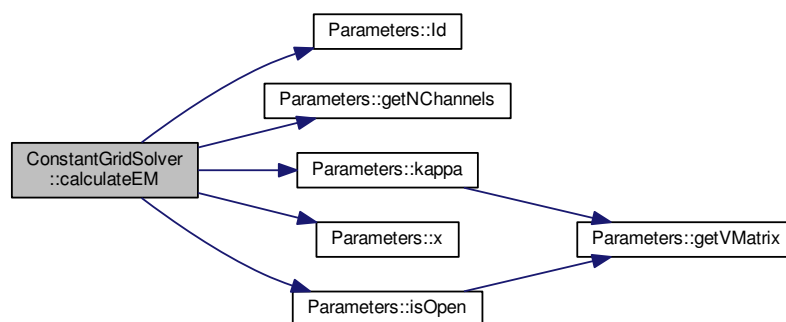 Parameters::Id
Parameters::getNChannels
ConstantGridSolver
::calculateEM
Parameters::kappa
Parameters::x
Parameters::getVMatrix
Parameters::isOpen